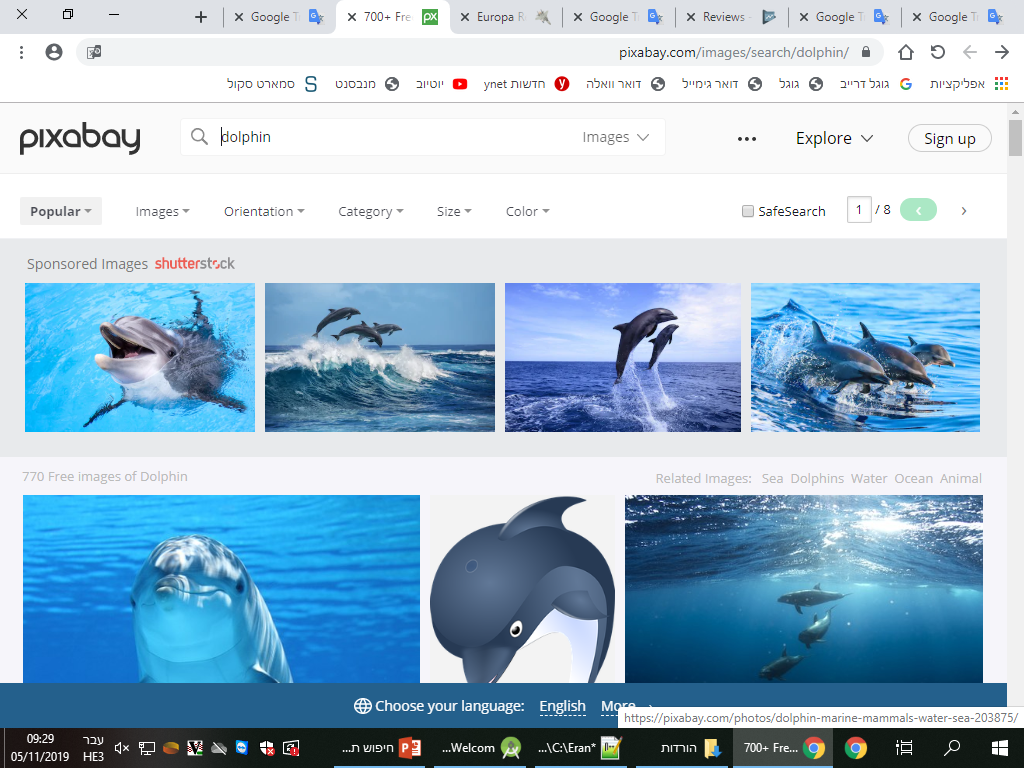 Google T
700+ Fre
Europa R
Google T
Reviews -
Google T
Google T
pixabay.com/images/search/dolphin/
אפליקציות
גוגל דרייב
גוגל
דואר גימייל
דואר וואלה
חדשות ynet
יוטיוב
מנבסנט
סמארט סקול
pixabay
dolphin
Images
Explore
Sign up
Popular
Images
Orientation
Category
Size
Color
SafeSearch
1 / 8
Sponsored Images shutterstock
770 Free images of Dolphin
Related Images: Sea Dolphins Water Ocean Animal
Choose your language: English More
https://pixabay.com/photos/dolphin-marine-mammals-water-sea-203875/
09:29
05/11/2019
עבר
HE3
חיפוש ת...
Welcom...
*C:\Eran\...
הורדות
700+ Fre...